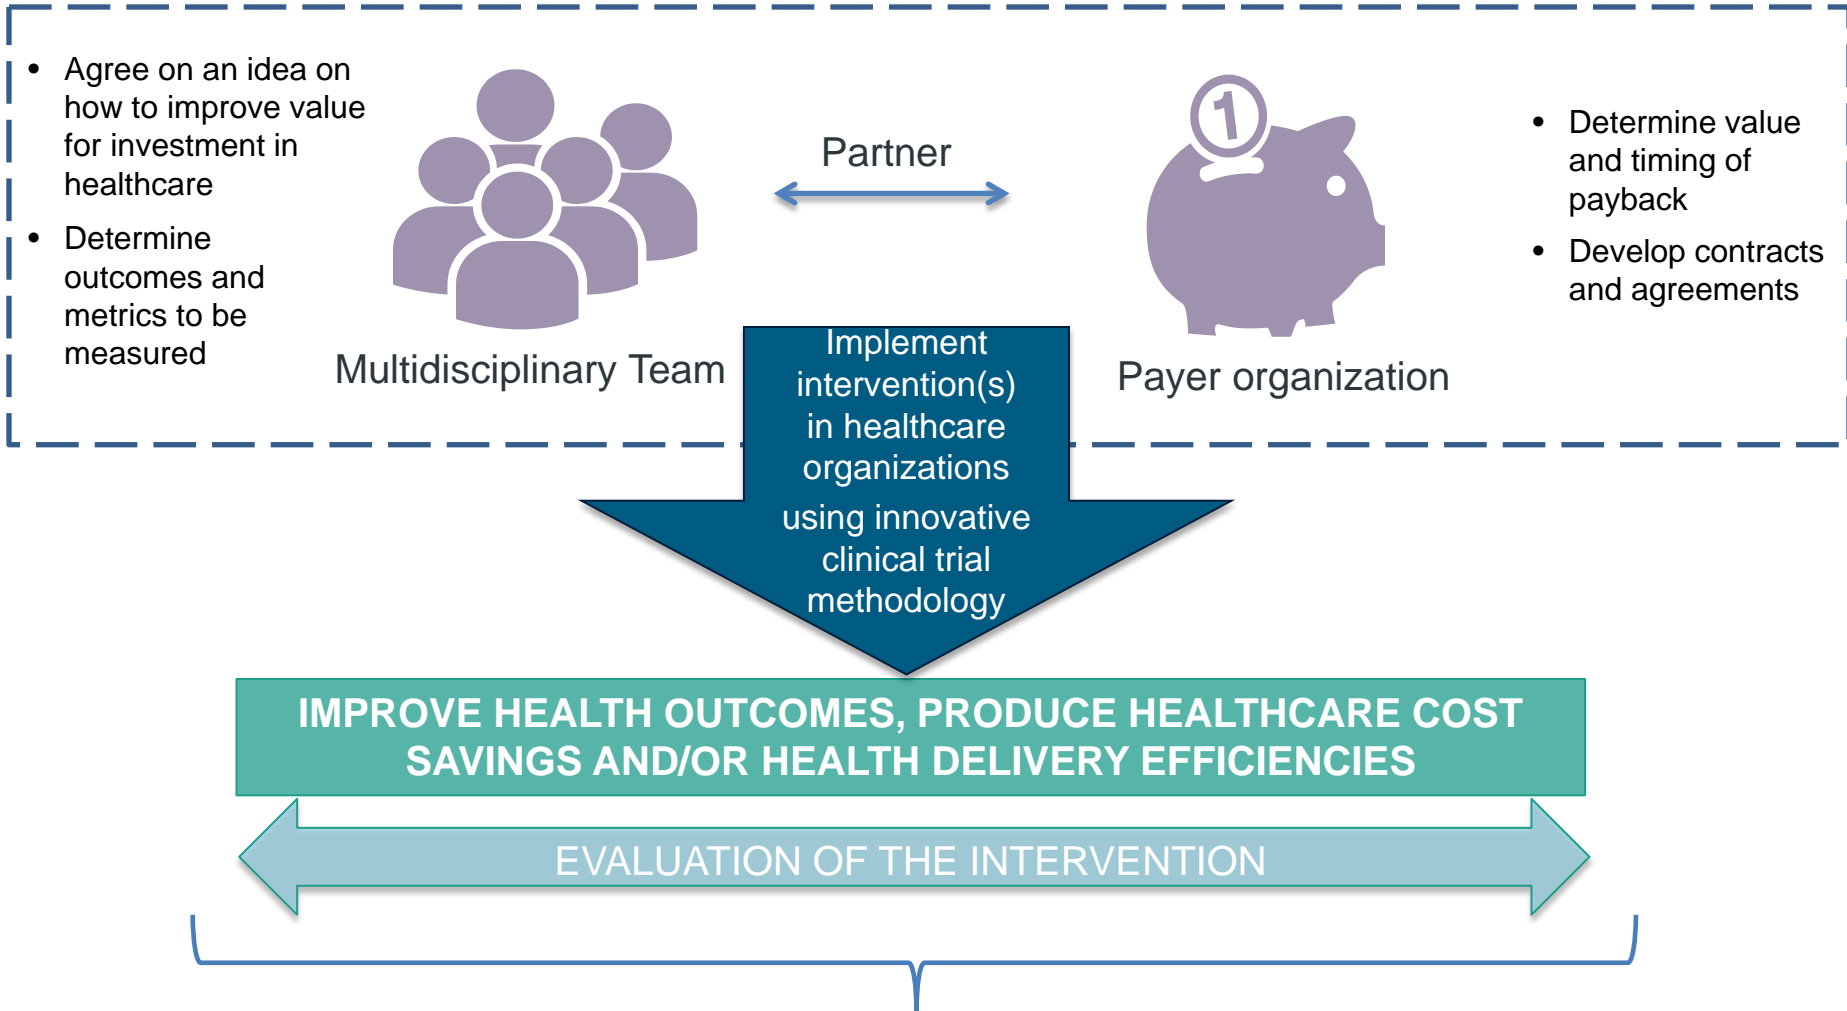 • Agree on an idea on
how to improve value
for investment in
healthcare
• Determine
outcomes and
metrics to be
measured
Multidisciplinary Team
Partner
1
Payer organization
• Determine value
and timing of
payback
• Develop contracts
and agreements
Implement
intervention(s)
in healthcare
organizations
using innovative
clinical trial
methodology
IMPROVE HEALTH OUTCOMES, PRODUCE HEALTHCARE COST
SAVINGS AND/OR HEALTH DELIVERY EFFICIENCIES
EVALUATION OF THE INTERVENTION